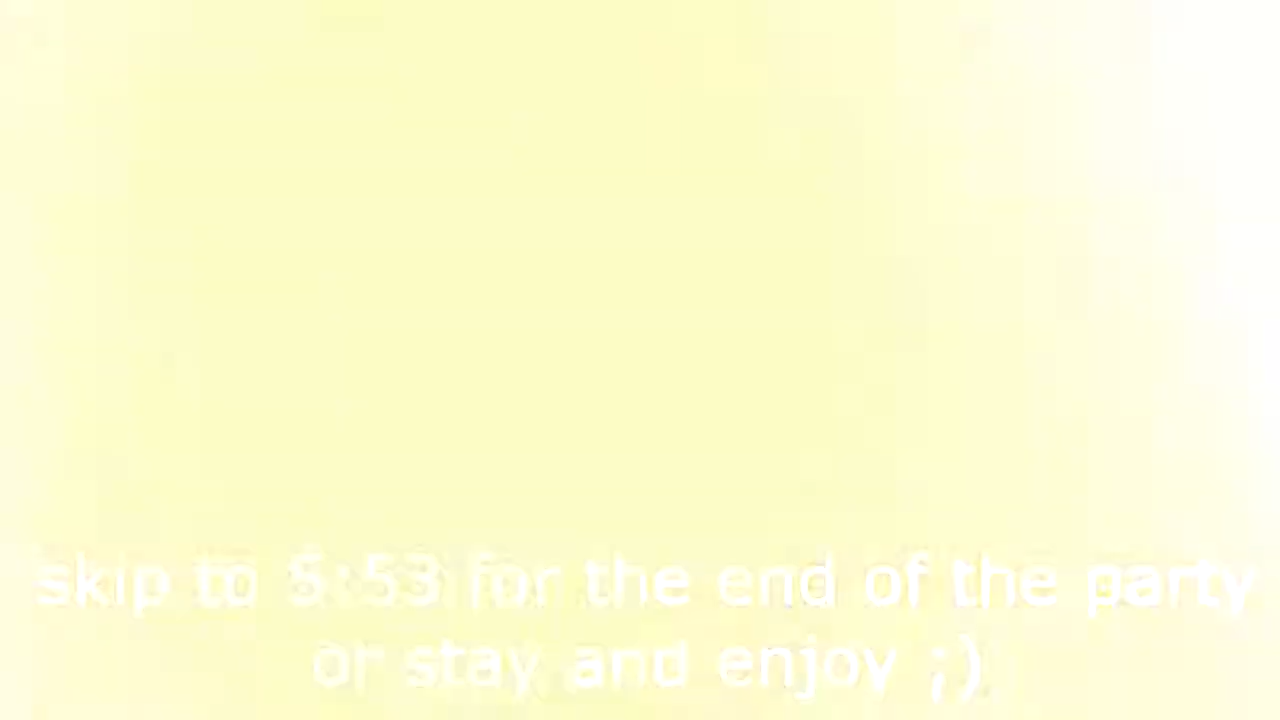 skip to 5:53 for the end of the party
or stay and enjoy ;)